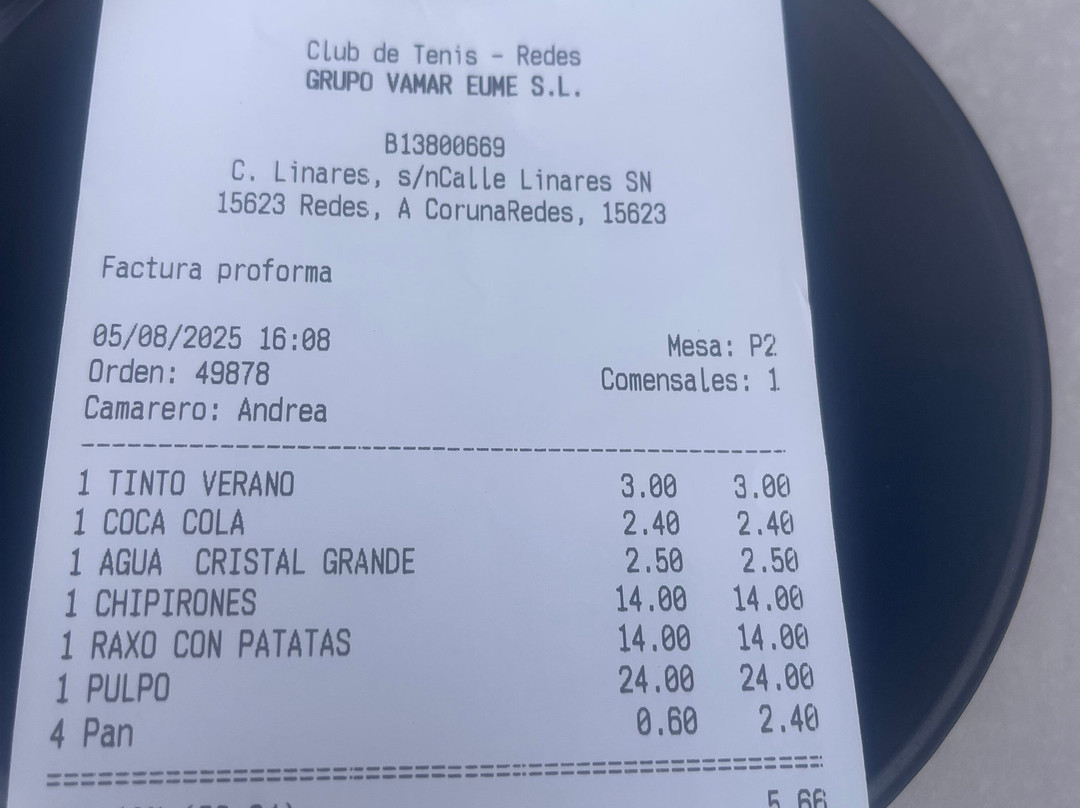 Club de Tenis - Redes
GRUPO VAMAR EUME S.L.
B13800669
C. Linares, s/nCalle Linares SN
15623 Redes, A CorunaRedes, 15623
Factura proforma
05/08/2025 16:08 Mesa: P2
Orden: 49878 Comensales: 1
Camarero: Andrea
1 TINTO VERANO 3.00 3.00
1 COCA COLA 2.40 2.40
1 AGUA CRISTAL GRANDE 2.50 2.50
1 CHIPIRONES 14.00 14.00
1 RAXO CON PATATAS 14.00 14.00
1 PULPO 24.00 24.00
4 Pan 0.60 2.40
5.66